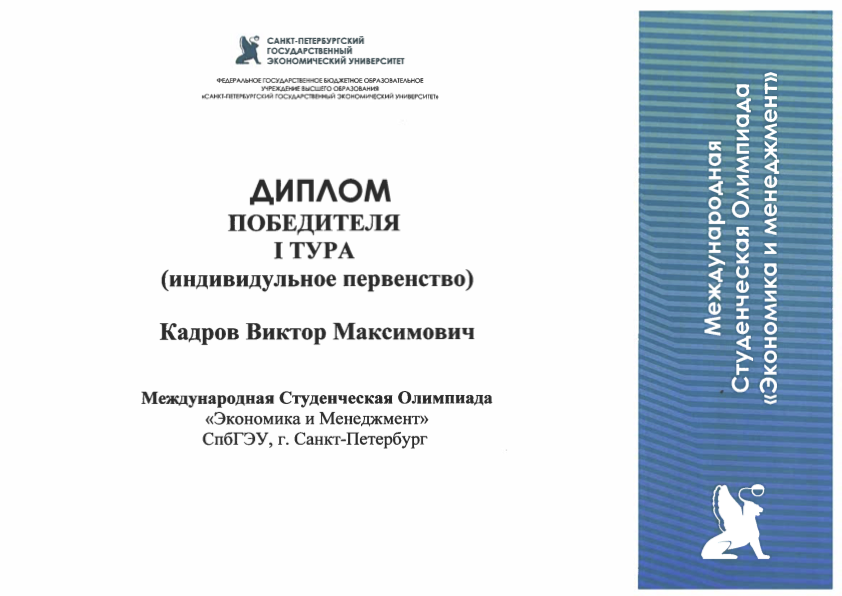 САНКТ-ПЕТЕРБУРГСКИЙ
ГОСУДАРСТВЕННЫЙ
ЭКОНОМИЧЕСКИЙ УНИВЕРСИТЕТ
ФЕДЕРАЛЬНОЕ ГОСУДАРСТВЕННОЕ БЮДЖЕТНОЕ ОБРАЗОВАТЕЛЬНОЕ
УЧРЕЖДЕНИЕ ВЫСШЕГО ОБРАЗОВАНИЯ
«САНКТ-ПЕТЕРБУРГСКИЙ ГОСУДАРСТВЕННЫЙ ЭКОНОМИЧЕСКИЙ УНИВЕРСИТЕТ»
ДИПЛОМ
ПОБЕДИТЕЛЯ
I ТУРА
(индивидульное первенство)
Кадров Виктор Максимович
Международная Студенческая Олимпиада
«Экономика и Менеджмент»
СпбГЭУ, г. Санкт-Петербург
Международная
Студенческая Олимпиада
«Экономика и менеджмент»